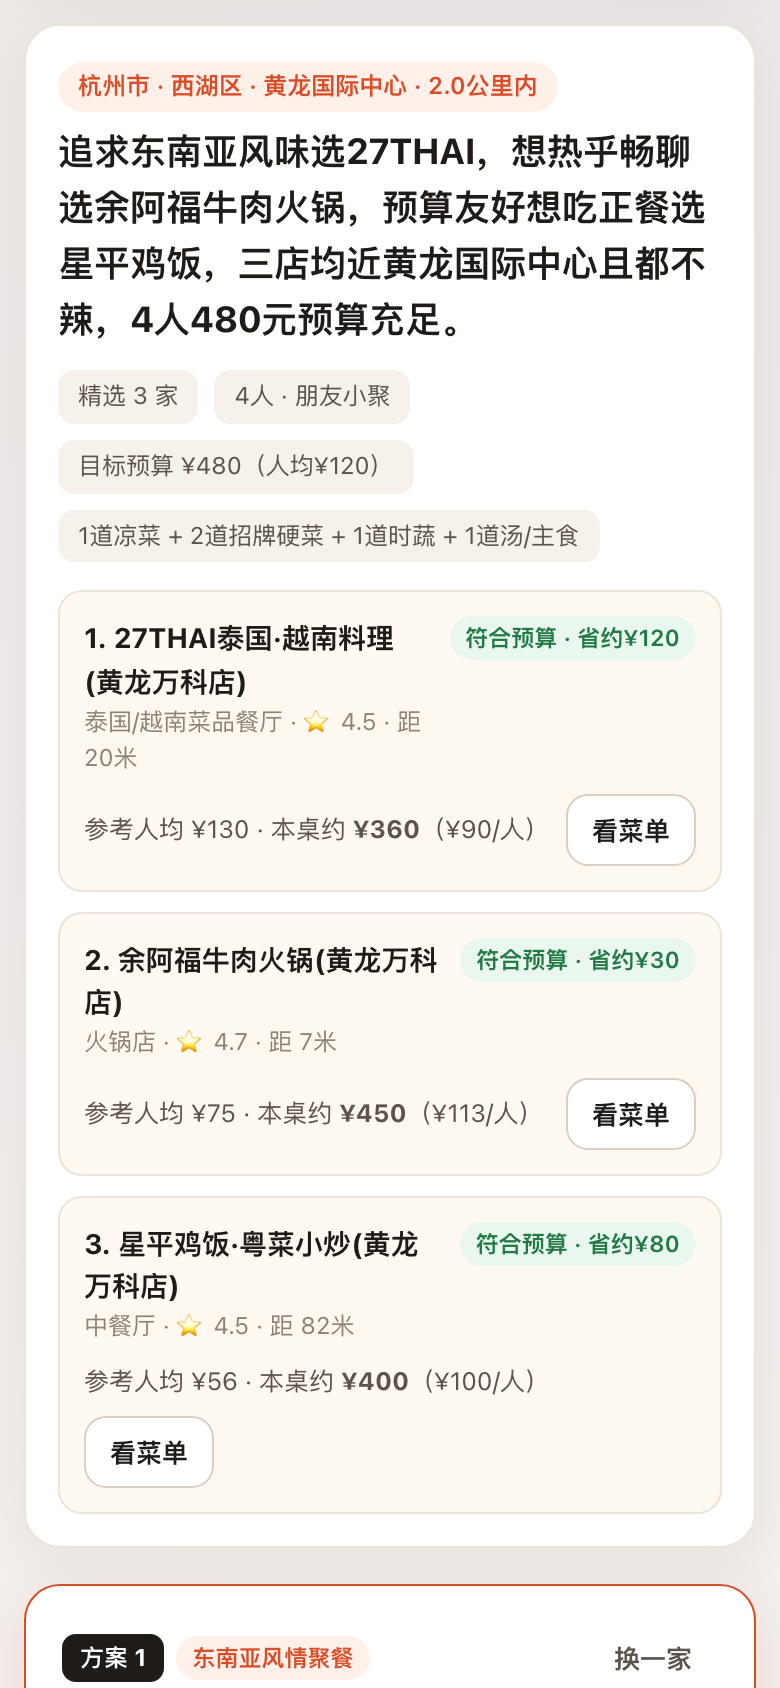 杭州市 · 西湖区 · 黄龙国际中心 · 2.0公里内
追求东南亚风味选27THAI，想热乎畅聊
选余阿福牛肉火锅，预算友好想吃正餐选
星平鸡饭，三店均近黄龙国际中心且都不
辣，4人480元预算充足。
精选 3 家
4人 · 朋友小聚
目标预算 ¥480（人均¥120）
1道凉菜 + 2道招牌硬菜 + 1道时蔬 + 1道汤/主食
1. 27THAI泰国·越南料理
(黄龙万科店)
符合预算 · 省约¥120
泰国/越南菜品餐厅 · ⭐ 4.5 · 距
20米
参考人均 ¥130 · 本桌约 ¥360（¥90/人）
看菜单
2. 余阿福牛肉火锅(黄龙万科
店)
符合预算 · 省约¥30
火锅店 · ⭐ 4.7 · 距 7米
参考人均 ¥75 · 本桌约 ¥450（¥113/人）
看菜单
3. 星平鸡饭·粤菜小炒(黄龙
万科店)
符合预算 · 省约¥80
中餐厅 · ⭐ 4.5 · 距 82米
参考人均 ¥56 · 本桌约 ¥400（¥100/人）
看菜单
方案 1
东南亚风情聚餐
换一家